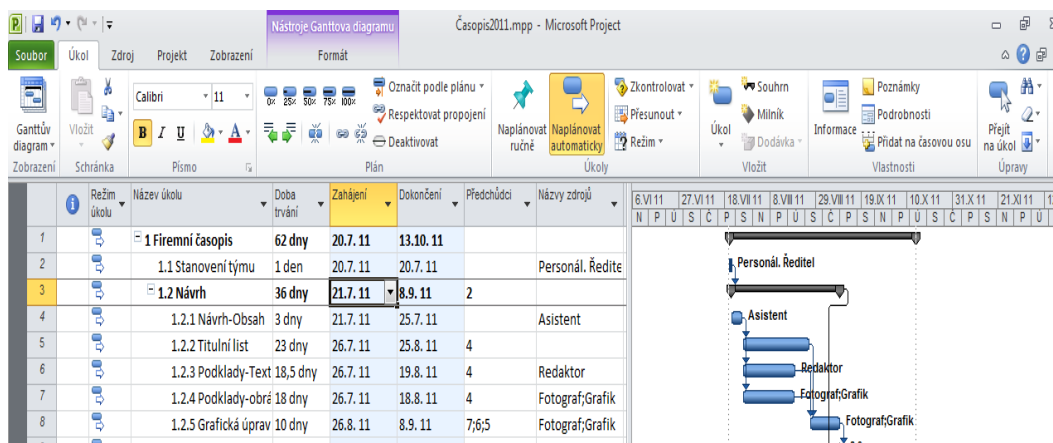 Nástroje Ganttova diagramu
Časopis2011.mpp - Microsoft Project
Soubor Úkol Zdroj Projekt Zobrazení Formát
Ganttův diagram
Zobrazení
Vložit
Schránka
Calibri 11
B I U A
Písmo
0% 25% 50% 75% 100%
Označit podle plánu
Respektovat propojení
Deaktivovat
Plán
Naplánovat ručně
Naplánovat automaticky
Zkontrolovat
Přesunout
Režim
Úkoly
Úkol
Souhrn
Milník
Dodávka
Vložit
Informace
Poznámky
Podrobnosti
Přidat na časovou osu
Vlastnosti
Přejít na úkol
Úpravy
Režim úkolu Název úkolu Doba trvání Zahájení Dokončení Předchůdci Názvy zdrojů
6.VI 11 27.VI 11 18.VII 11 8.VIII 11 29.VIII 11 19.IX 11 10.X 11 31.X 11 21.XI 11
N P Ú S Č P S N P Ú S Č P S N P Ú S Č P S N P Ú
1 1 Firemní časopis 62 dny 20.7. 11 13.10. 11
2 1.1 Stanovení týmu 1 den 20.7. 11 20.7. 11 Personál. Ředite
Personál. Ředitel
3 1.2 Návrh 36 dny 21.7. 11 8.9. 11 2
4 1.2.1 Návrh-Obsah 3 dny 21.7. 11 25.7. 11 Asistent
Asistent
5 1.2.2 Titulní list 23 dny 26.7. 11 25.8. 11 4
6 1.2.3 Podklady-Text 18,5 dny 26.7. 11 19.8. 11 4 Redaktor
Redaktor
7 1.2.4 Podklady-obrá 18 dny 26.7. 11 18.8. 11 4 Fotograf;Grafik
Fotograf;Grafik
8 1.2.5 Grafická úprav 10 dny 26.8. 11 8.9. 11 7;6;5 Fotograf;Grafik
Fotograf;Grafik